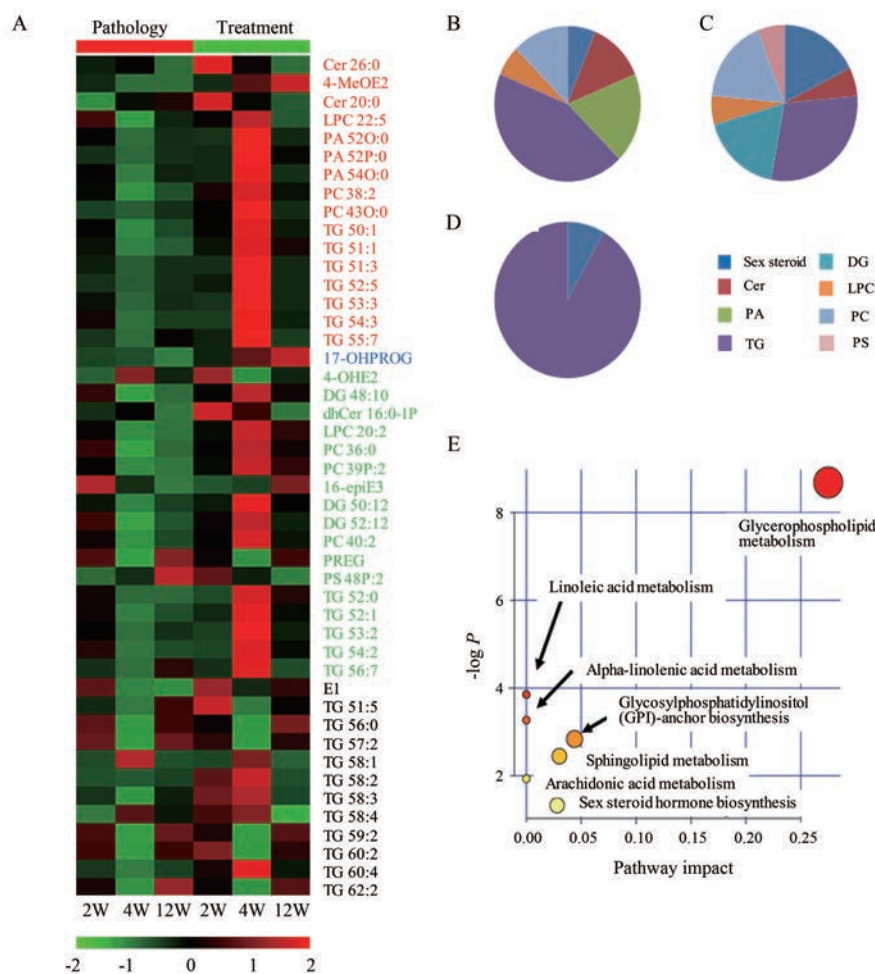 A
Pathology
Treatment
Cer 26:0
4-MeOE2
Cer 20:0
LPC 22:5
PA 52O:0
PA 52P:0
PA 54O:0
PC 38:2
PC 43O:0
TG 50:1
TG 51:1
TG 51:3
TG 52:5
TG 53:3
TG 54:3
TG 55:7
17-OHPROG
4-OHE2
DG 48:10
dhCer 16:0-1P
LPC 20:2
PC 36:0
PC 39P:2
16-epiE3
DG 50:12
DG 52:12
PC 40:2
PREG
PS 48P:2
TG 52:0
TG 52:1
TG 53:2
TG 54:2
TG 56:7
E1
TG 51:5
TG 56:0
TG 57:2
TG 58:1
TG 58:2
TG 58:3
TG 58:4
TG 59:2
TG 60:2
TG 60:4
TG 62:2
2W 4W 12W 2W 4W 12W
-2 -1 0 1 2
B
C
D
Sex steroid
Cer
PA
TG
DG
LPC
PC
PS
E
8
6
4
2
-log P
Glycerophospholipid
metabolism
Linoleic acid metabolism
Alpha-linolenic acid metabolism
Glycosylphosphatidylinositol
(GPI)-anchor biosynthesis
Sphingolipid metabolism
Arachidonic acid metabolism
Sex steroid hormone biosynthesis
0.00 0.05 0.10 0.15 0.20 0.25
Pathway impact